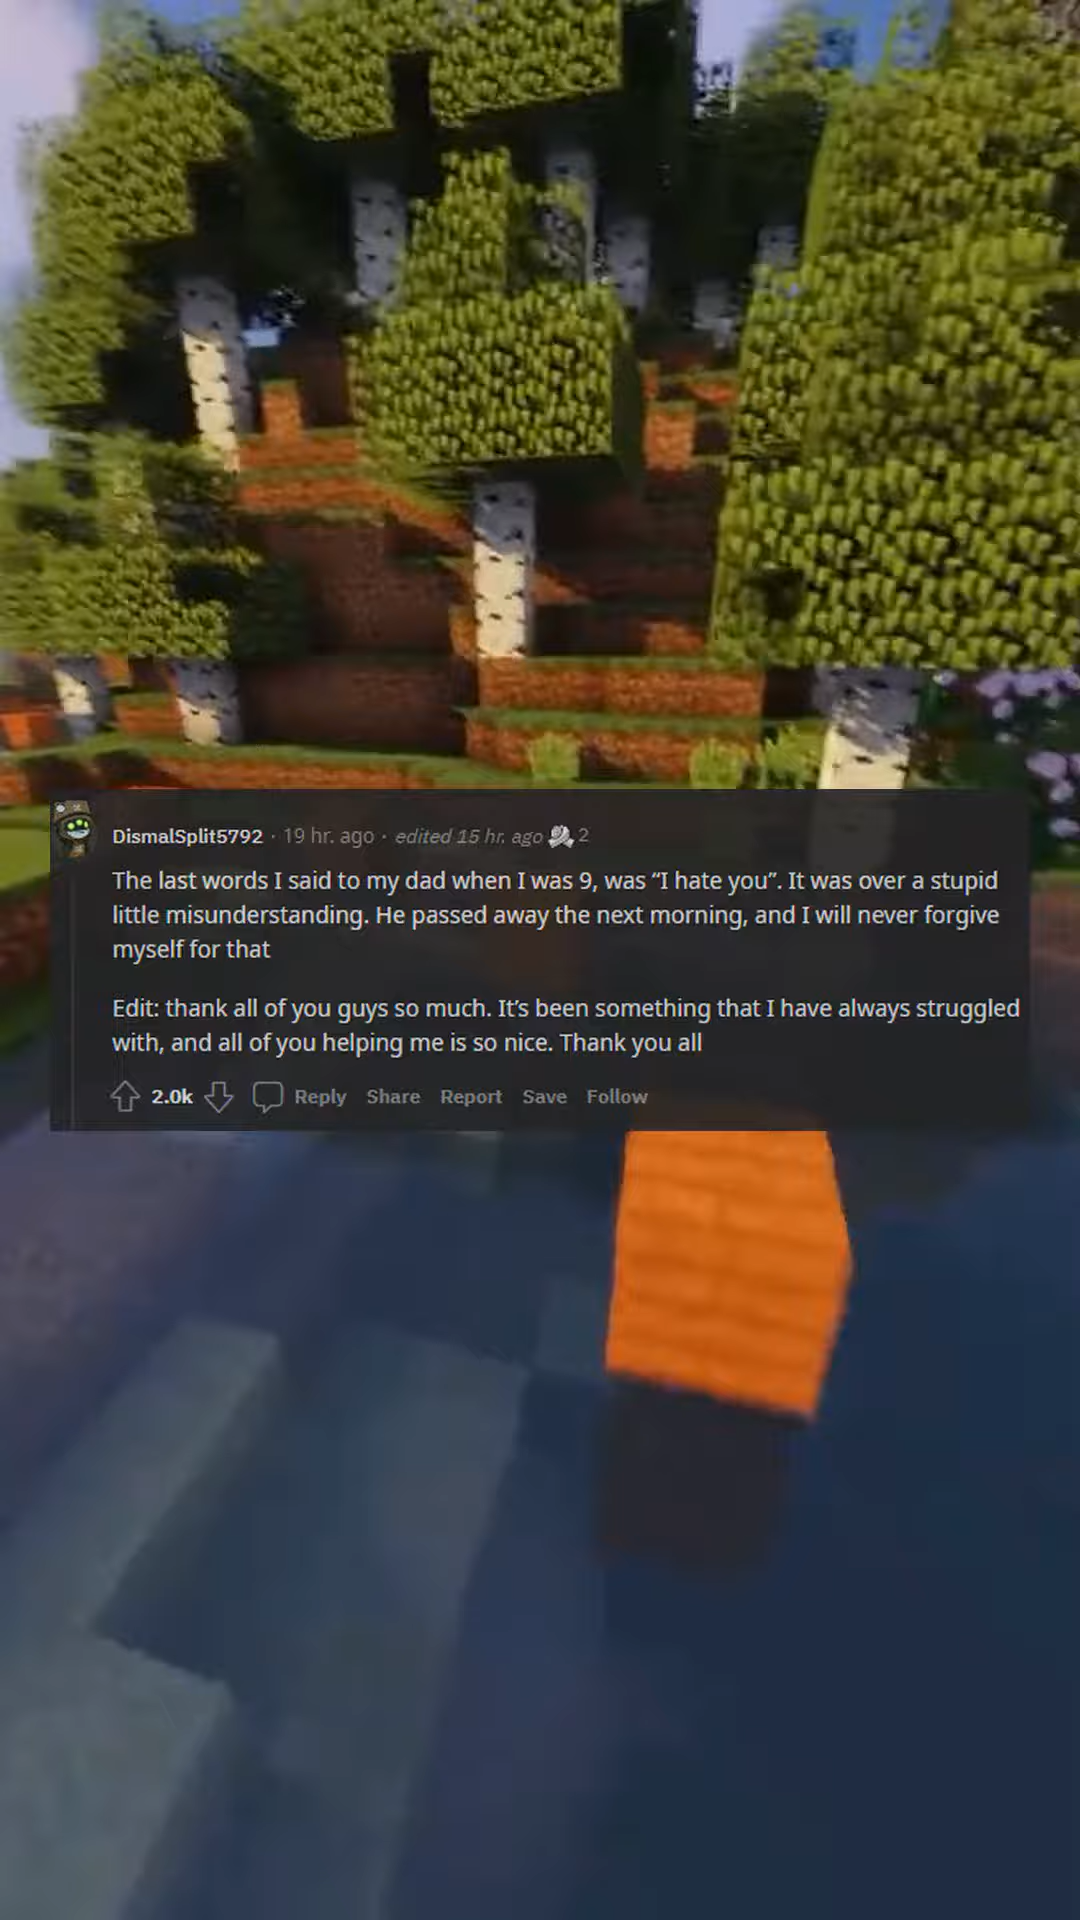 DismalSplit5792 · 19 hr. ago · edited 15 hr. ago 2
The last words I said to my dad when I was 9, was “I hate you”. It was over a stupid
little misunderstanding. He passed away the next morning, and I will never forgive
myself for that
Edit: thank all of you guys so much. It’s been something that I have always struggled
with, and all of you helping me is so nice. Thank you all
2.0k Reply Share Report Save Follow